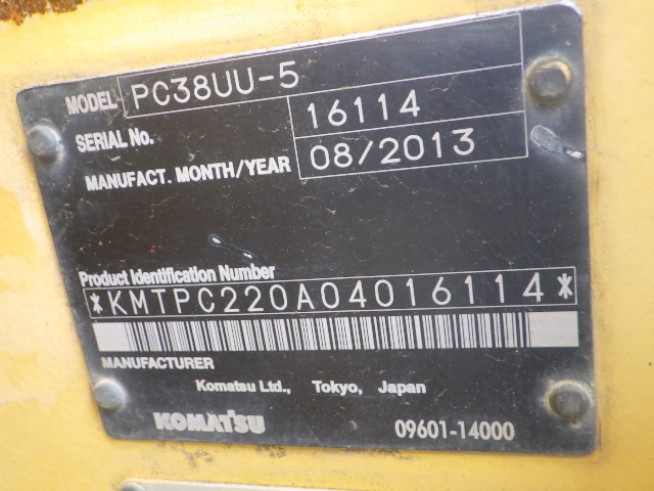 MODEL PC38UU-5
SERIAL No. 16114
MANUFACT. MONTH/YEAR 08/2013
Product Identification Number
*KMTPC220A04016114*
MANUFACTURER
Komatsu Ltd., Tokyo, Japan
KOMATSU 09601-14000